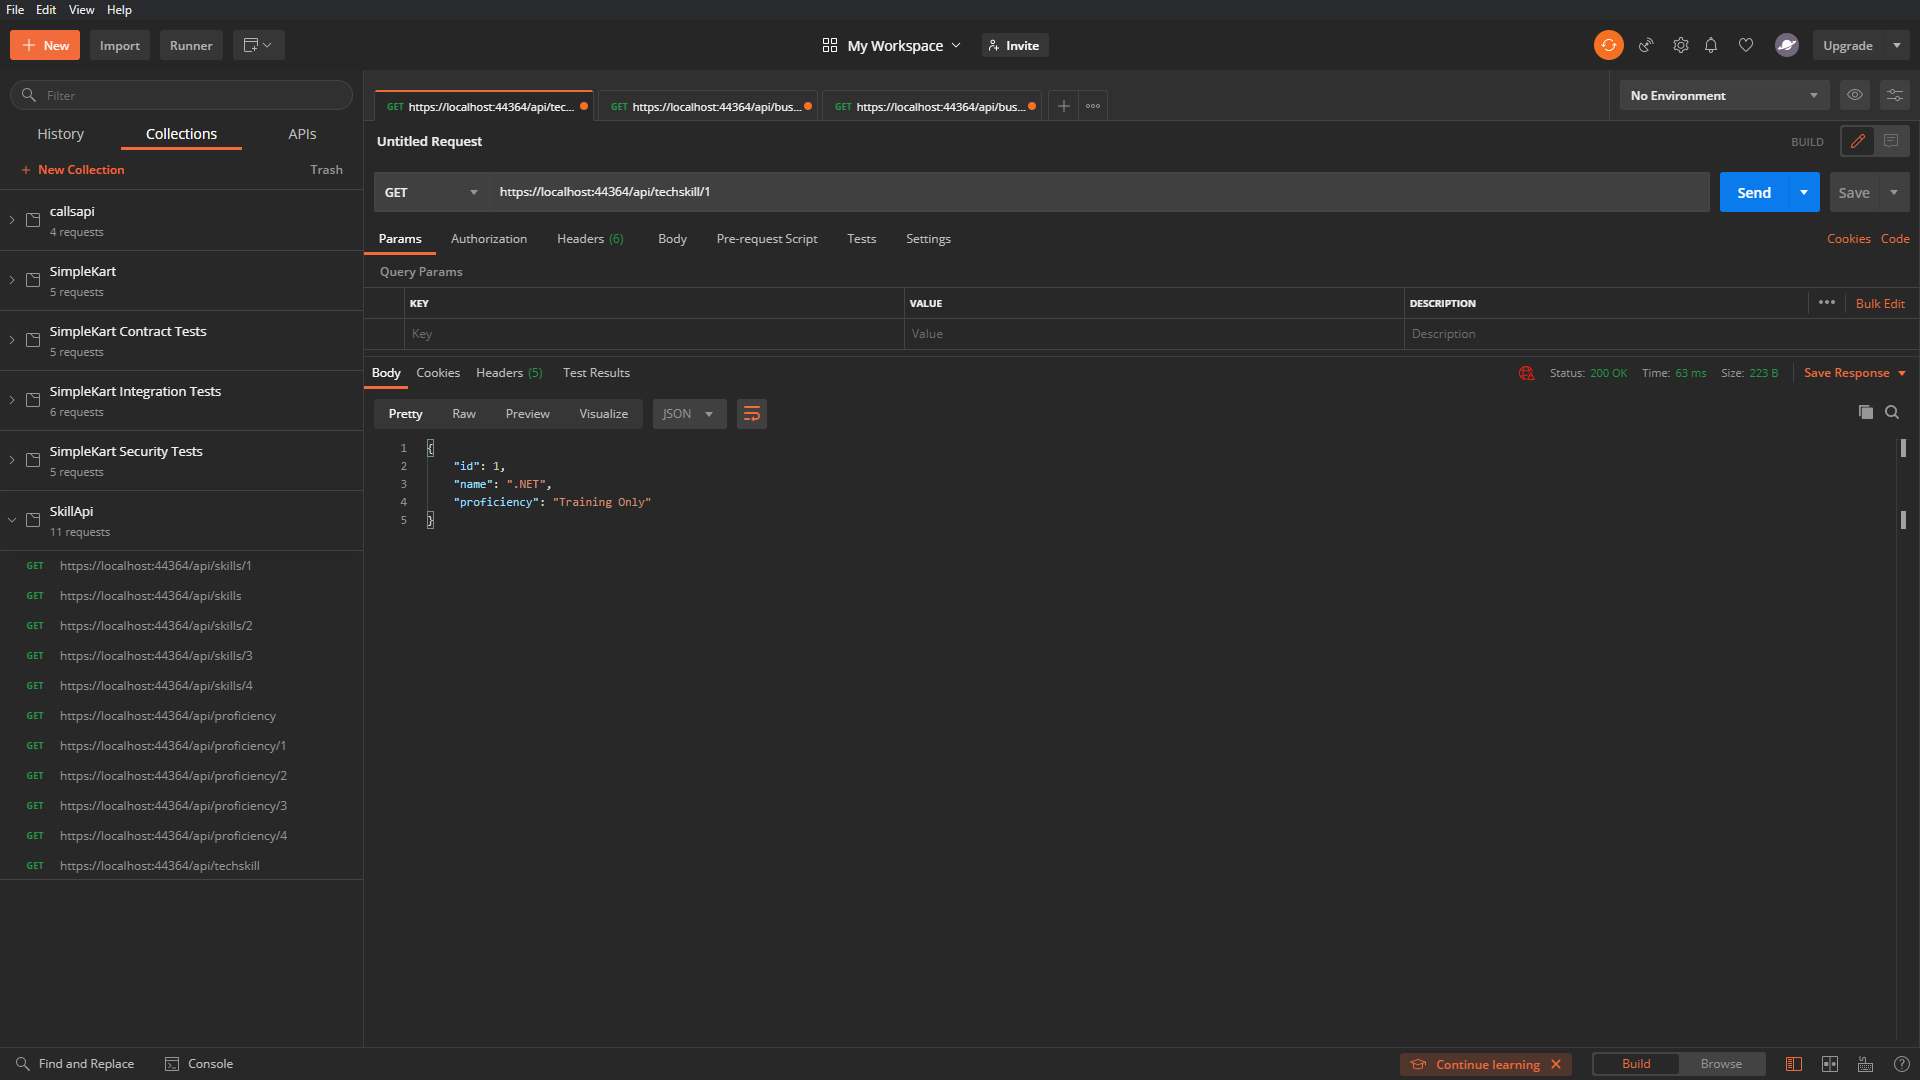 File Edit View Help
New Import Runner My Workspace Invite Upgrade
Filter
History Collections APIs
New Collection Trash
callsapi
4 requests
SimpleKart
5 requests
SimpleKart Contract Tests
5 requests
SimpleKart Integration Tests
6 requests
SimpleKart Security Tests
5 requests
SkillApi
11 requests
GET https://localhost:44364/api/skills/1
GET https://localhost:44364/api/skills
GET https://localhost:44364/api/skills/2
GET https://localhost:44364/api/skills/3
GET https://localhost:44364/api/skills/4
GET https://localhost:44364/api/proficiency
GET https://localhost:44364/api/proficiency/1
GET https://localhost:44364/api/proficiency/2
GET https://localhost:44364/api/proficiency/3
GET https://localhost:44364/api/proficiency/4
GET https://localhost:44364/api/techskill
GET https://localhost:44364/api/tec... GET https://localhost:44364/api/bus... GET https://localhost:44364/api/bus... No Environment
Untitled Request BUILD
GET https://localhost:44364/api/techskill/1 Send Save
Params Authorization Headers (6) Body Pre-request Script Tests Settings Cookies Code
Query Params
KEY VALUE DESCRIPTION Bulk Edit
Key Value Description
Body Cookies Headers (5) Test Results Status: 200 OK Time: 63 ms Size: 223 B Save Response
Pretty Raw Preview Visualize JSON
1 {
2 "id": 1,
3 "name": ".NET",
4 "proficiency": "Training Only"
5 }
Find and Replace Console Continue learning Build Browse